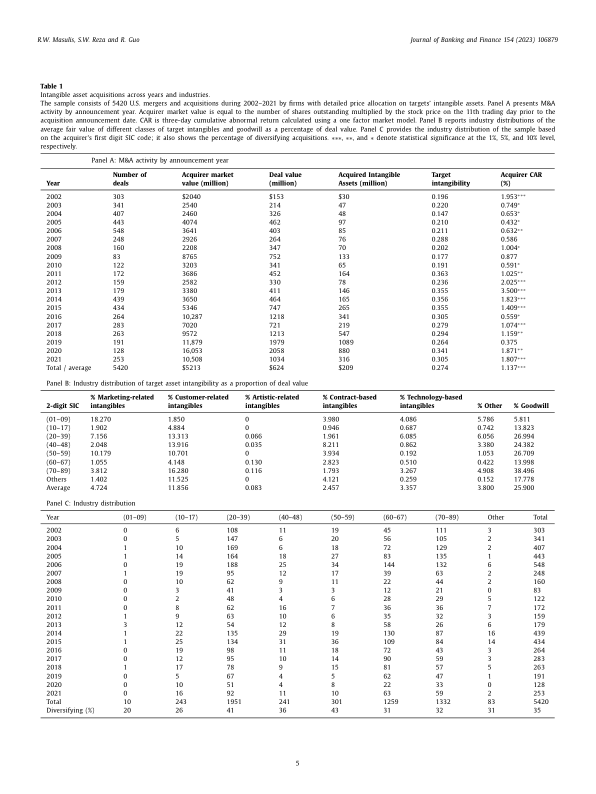 R.W. Masulis, S.W. Reza and R. Guo
Journal of Banking and Finance 154 (2023) 106879
Table 1
Intangible asset acquisitions across years and industries.
The sample consists of 5420 U.S. mergers and acquisitions during 2002–2021 by firms with detailed price allocation on targets' intangible assets. Panel A presents M&A
activity by announcement year. Acquirer market value is equal to the number of shares outstanding multiplied by the stock price on the 11th trading day prior to the
acquisition announcement date. CAR is three-day cumulative abnormal return calculated using a one factor market model. Panel B reports industry distributions of the
average fair value of different classes of target intangibles and goodwill as a percentage of deal value. Panel C provides the industry distribution of the sample based
on the acquirer's first digit SIC code; it also shows the percentage of diversifying acquisitions. ∗∗∗, ∗∗, and ∗ denote statistical significance at the 1%, 5%, and 10% level,
respectively.
Panel A: M&A activity by announcement year
Year Number of deals Acquirer market value (million) Deal value (million) Acquired Intangible Assets (million) Target intangibility Acquirer CAR (%)
2002 303 $2040 $153 $30 0.196 1.953∗∗∗
2003 341 2540 214 47 0.220 0.749∗
2004 407 2460 326 48 0.147 0.653∗
2005 443 4074 462 97 0.210 0.432∗
2006 548 3641 403 85 0.211 0.632∗∗
2007 248 2926 264 76 0.288 0.586
2008 160 2208 347 70 0.202 1.004∗
2009 83 8765 752 133 0.177 0.877
2010 122 3203 341 65 0.191 0.591∗
2011 172 3686 452 164 0.363 1.025∗∗
2012 159 2582 330 78 0.236 2.025∗∗∗
2013 179 3380 411 146 0.355 3.500∗∗∗
2014 439 3650 464 165 0.356 1.823∗∗∗
2015 434 5346 747 265 0.355 1.409∗∗∗
2016 264 10,287 1218 341 0.305 0.559∗
2017 283 7020 721 219 0.279 1.074∗∗∗
2018 263 9572 1213 547 0.294 1.159∗∗
2019 191 11,879 1979 1089 0.264 0.375
2020 128 16,053 2058 880 0.341 1.871∗∗
2021 253 10,508 1034 316 0.305 1.807∗∗∗
Total / average 5420 $5213 $624 $209 0.274 1.137∗∗∗
Panel B: Industry distribution of target asset intangibility as a proportion of deal value
2-digit SIC % Marketing-related intangibles % Customer-related intangibles % Artistic-related intangibles % Contract-based intangibles % Technology-based intangibles % Other % Goodwill
(01–09) 18.270 1.850 0 3.980 4.086 5.786 5.811
(10–17) 1.902 4.884 0 0.946 0.687 0.742 13.823
(20–39) 7.156 13.313 0.066 1.961 6.085 6.056 26.994
(40–48) 2.048 13.916 0.035 8.211 0.862 3.380 24.382
(50–59) 10.179 10.701 0 3.934 0.192 1.053 26.709
(60–67) 1.055 4.148 0.130 2.823 0.510 0.422 13.998
(70–89) 3.812 16.280 0.116 1.793 3.267 4.908 38.496
Others 1.402 11.525 0 4.121 0.259 0.152 17.778
Average 4.724 11.856 0.083 2.457 3.357 3.800 25.900
Panel C: Industry distribution
Year (01–09) (10–17) (20–39) (40–48) (50–59) (60–67) (70–89) Other Total
2002 0 6 108 11 19 45 111 3 303
2003 0 5 147 6 20 56 105 2 341
2004 1 10 169 6 18 72 129 2 407
2005 1 14 164 18 27 83 135 1 443
2006 0 19 188 25 34 144 132 6 548
2007 1 19 95 12 17 39 63 2 248
2008 0 10 62 9 11 22 44 2 160
2009 0 3 41 3 3 12 21 0 83
2010 0 2 48 4 6 28 29 5 122
2011 0 8 62 16 7 36 36 7 172
2012 1 9 63 10 6 35 32 3 159
2013 3 12 54 12 8 58 26 6 179
2014 1 22 135 29 19 130 87 16 439
2015 1 25 134 31 36 109 84 14 434
2016 0 19 98 11 18 72 43 3 264
2017 0 12 95 10 14 90 59 3 283
2018 1 17 78 9 15 81 57 5 263
2019 0 5 67 4 5 62 47 1 191
2020 0 10 51 4 8 22 33 0 128
2021 0 16 92 11 10 63 59 2 253
Total 10 243 1951 241 301 1259 1332 83 5420
Diversifying (%) 20 26 41 36 43 31 32 31 35
5